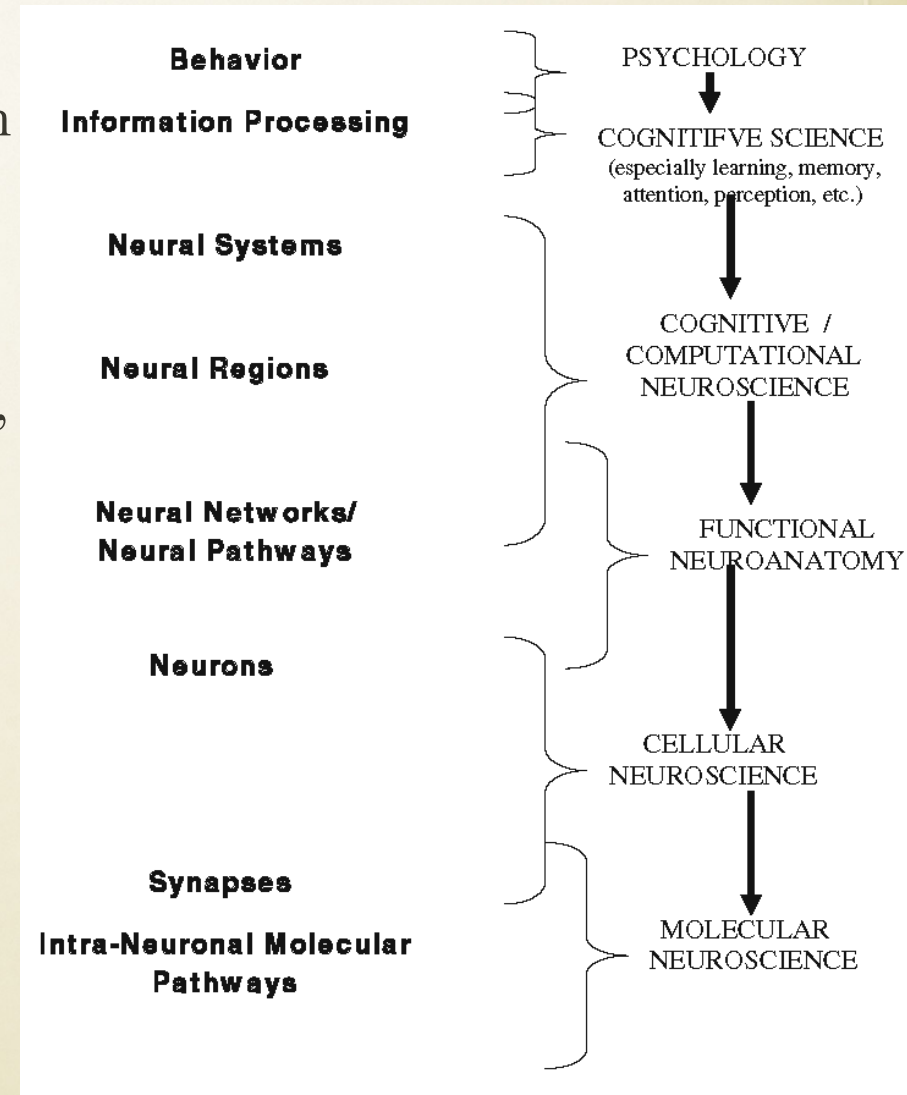 Behavior
Information Processing
Neural Systems
Neural Regions
Neural Networks/
Neural Pathways
Neurons
Synapses
Intra-Neuronal Molecular
Pathways
PSYCHOLOGY
COGNITIFVE SCIENCE
(especially learning, memory,
attention, perception, etc.)
COGNITIVE /
COMPUTATIONAL
NEUROSCIENCE
FUNCTIONAL
NEUROANATOMY
CELLULAR
NEUROSCIENCE
MOLECULAR
NEUROSCIENCE